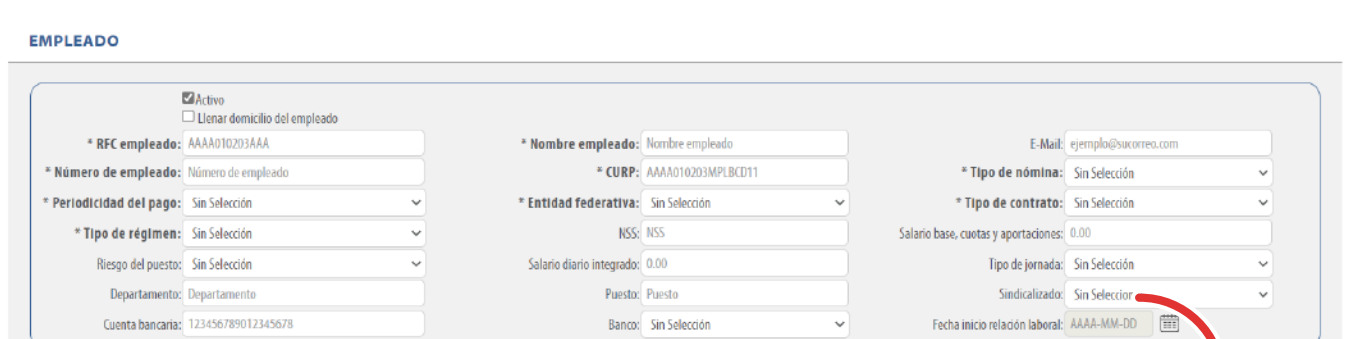 EMPLEADO
Activo
Llenar domicilio del empleado
* RFC empleado: AAAA010203AAA * Nombre empleado: Nombre empleado E-Mail: ejemplo@sucorreo.com
* Número de empleado: Número de empleado * CURP: AAAA010203MPLBCD11 * Tipo de nómina: Sin Selección
* Periodicidad del pago: Sin Selección * Entidad federativa: Sin Selección * Tipo de contrato: Sin Selección
* Tipo de régimen: Sin Selección NSS: NSS Salario base, cuotas y aportaciones: 0.00
Riesgo del puesto: Sin Selección Salario diario integrado: 0.00 Tipo de jornada: Sin Selección
Departamento: Departamento Puesto: Puesto Sindicalizado: Sin Seleccior
Cuenta bancaria: 123456789012345678 Banco: Sin Selección Fecha inicio relación laboral: AAAA-MM-DD